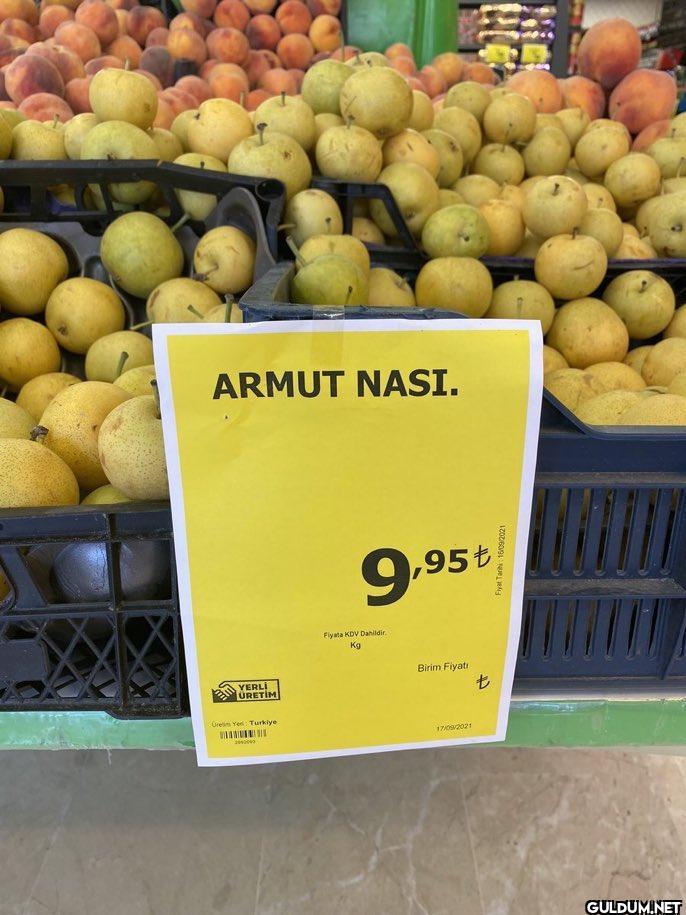 ARMUT NASI.
9,95₺
Fiyat Tarihi : 16/09/2021
Fiyata KDV Dahildir.
Kg
Birim Fiyatı
₺
YERLİ
ÜRETİM
Üretim Yeri : Turkiye
17/09/2021
GULDUM.NET